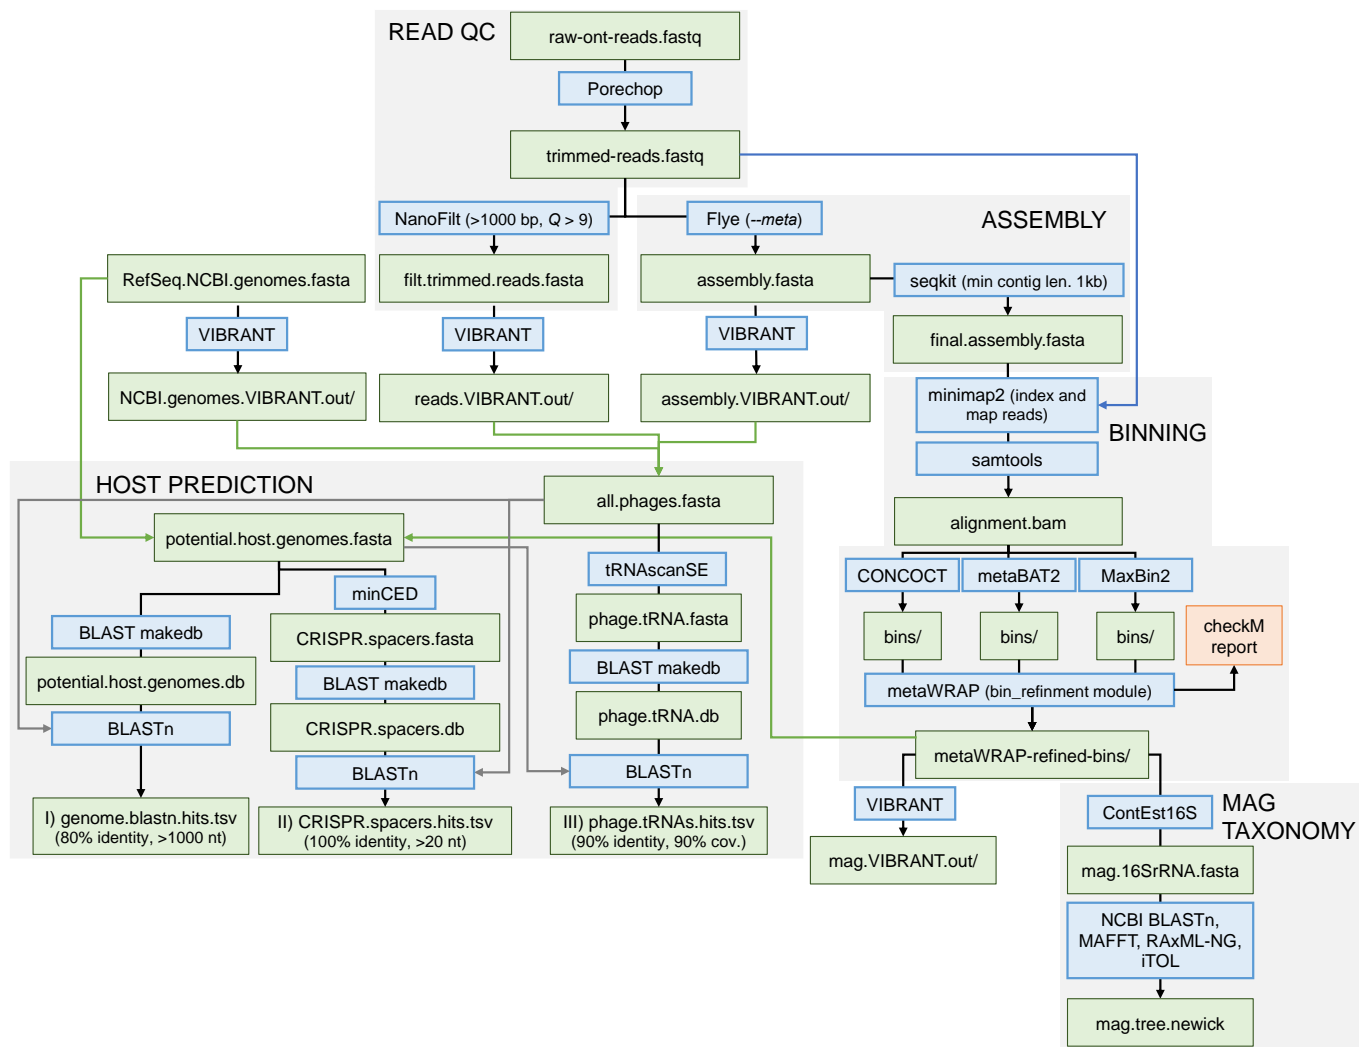 READ QC
raw-ont-reads.fastq
Porechop
trimmed-reads.fastq
NanoFilt (>1000 bp, Q > 9)
Flye (--meta)
ASSEMBLY
RefSeq.NCBI.genomes.fasta
filt.trimmed.reads.fasta
assembly.fasta
seqkit (min contig len. 1kb)
VIBRANT
VIBRANT
VIBRANT
final.assembly.fasta
NCBI.genomes.VIBRANT.out/
reads.VIBRANT.out/
assembly.VIBRANT.out/
minimap2 (index and
map reads)
BINNING
samtools
HOST PREDICTION
all.phages.fasta
alignment.bam
potential.host.genomes.fasta
tRNAscanSE
CONCOCT
metaBAT2
MaxBin2
minCED
phage.tRNA.fasta
bins/
bins/
bins/
checkM
report
BLAST makedb
CRISPR.spacers.fasta
BLAST makedb
potential.host.genomes.db
BLAST makedb
metaWRAP (bin_refinment module)
phage.tRNA.db
BLASTn
CRISPR.spacers.db
metaWRAP-refined-bins/
BLASTn
BLASTn
VIBRANT
ContEst16S
MAG
TAXONOMY
I) genome.blastn.hits.tsv
(80% identity, >1000 nt)
II) CRISPR.spacers.hits.tsv
(100% identity, >20 nt)
III) phage.tRNAs.hits.tsv
(90% identity, 90% cov.)
mag.VIBRANT.out/
mag.16SrRNA.fasta
NCBI BLASTn,
MAFFT, RAxML-NG,
iTOL
mag.tree.newick